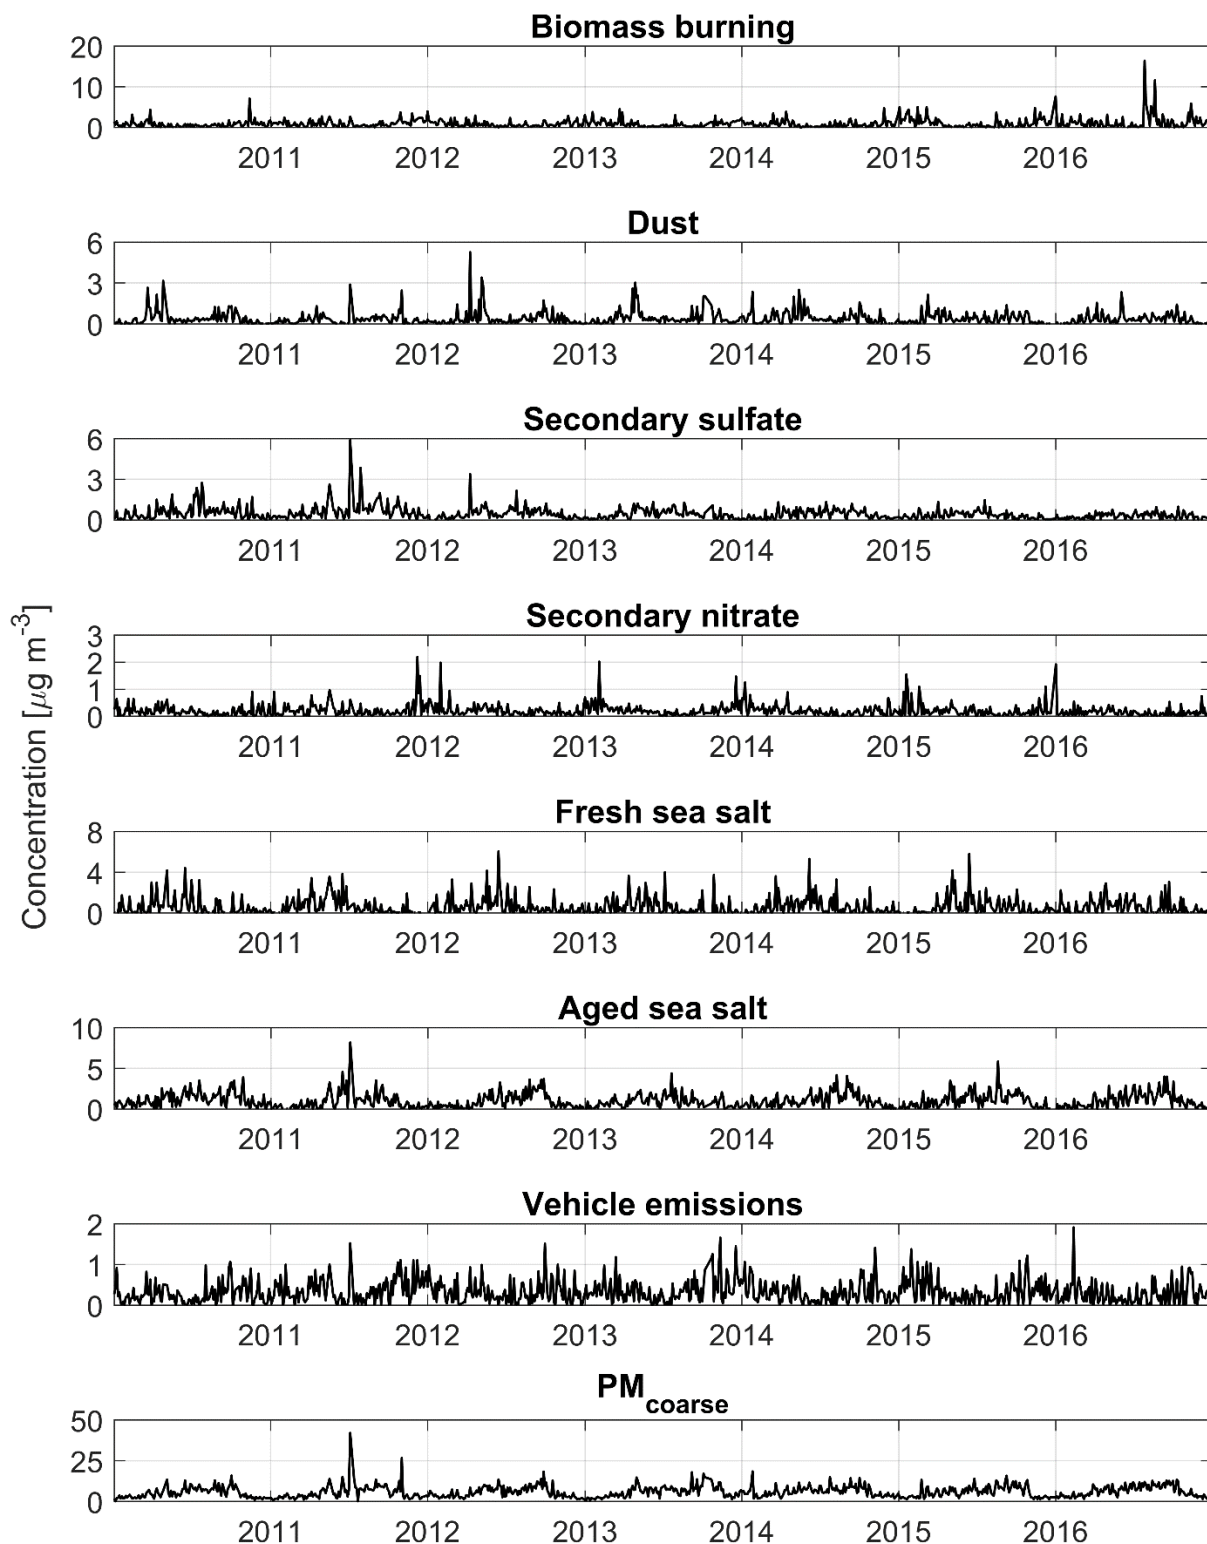 Biomass burning
20
10
0
2011 2012 2013 2014 2015 2016
Dust
6
3
0
2011 2012 2013 2014 2015 2016
Secondary sulfate
6
3
0
2011 2012 2013 2014 2015 2016
Secondary nitrate
3
2
1
0
2011 2012 2013 2014 2015 2016
Concentration [μg m-3]
Fresh sea salt
8
4
0
2011 2012 2013 2014 2015 2016
Aged sea salt
10
5
0
2011 2012 2013 2014 2015 2016
Vehicle emissions
2
1
0
2011 2012 2013 2014 2015 2016
PMcoarse
50
25
0
2011 2012 2013 2014 2015 2016